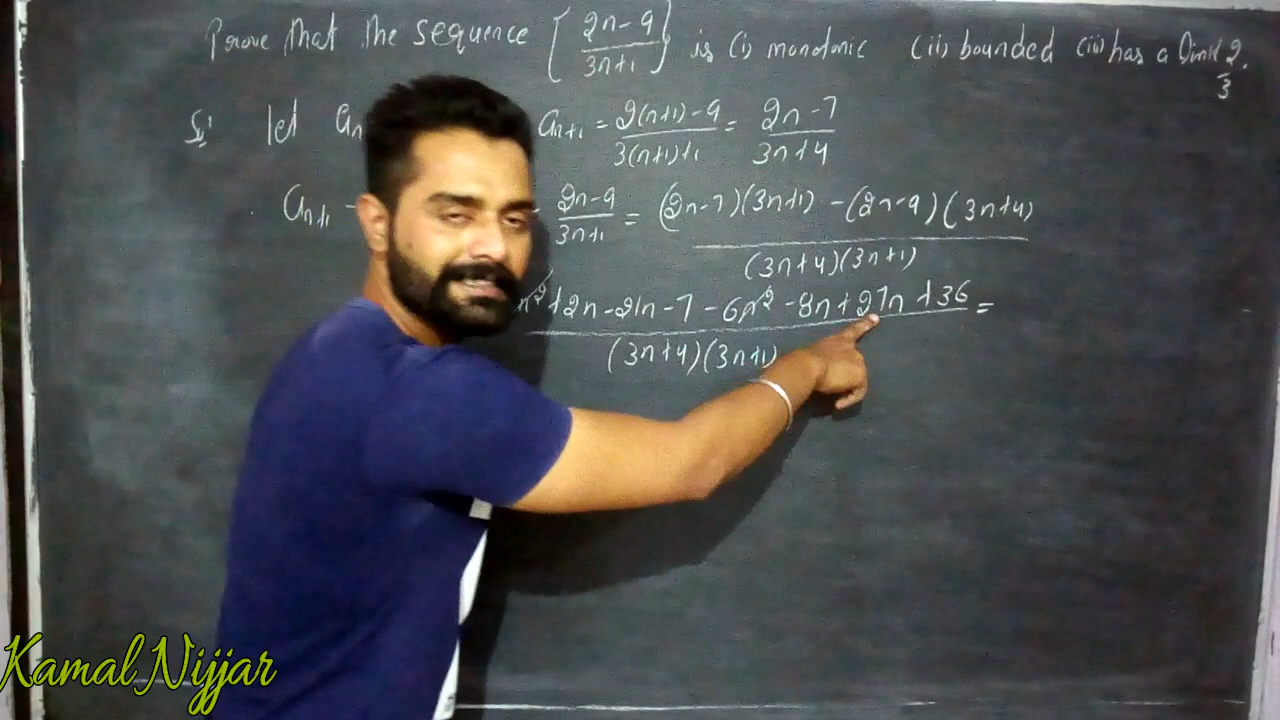 Prove that the sequence {2n-9/3n+1} is (i) monotonic (ii) bounded (iii) has a Limit 2/3.
Sol let an an+1 = 2(n+1)-9/3(n+1)+1 = 2n-7/3n+4
an+1 - - 2n-9/3n+1 = (2n-7)(3n+1) - (2n-9)(3n+4)/(3n+4)(3n+1)
n²+2n-21n-7-6n²-8n+27n+36/(3n+4)(3n+1) =
Kamal Nijjar